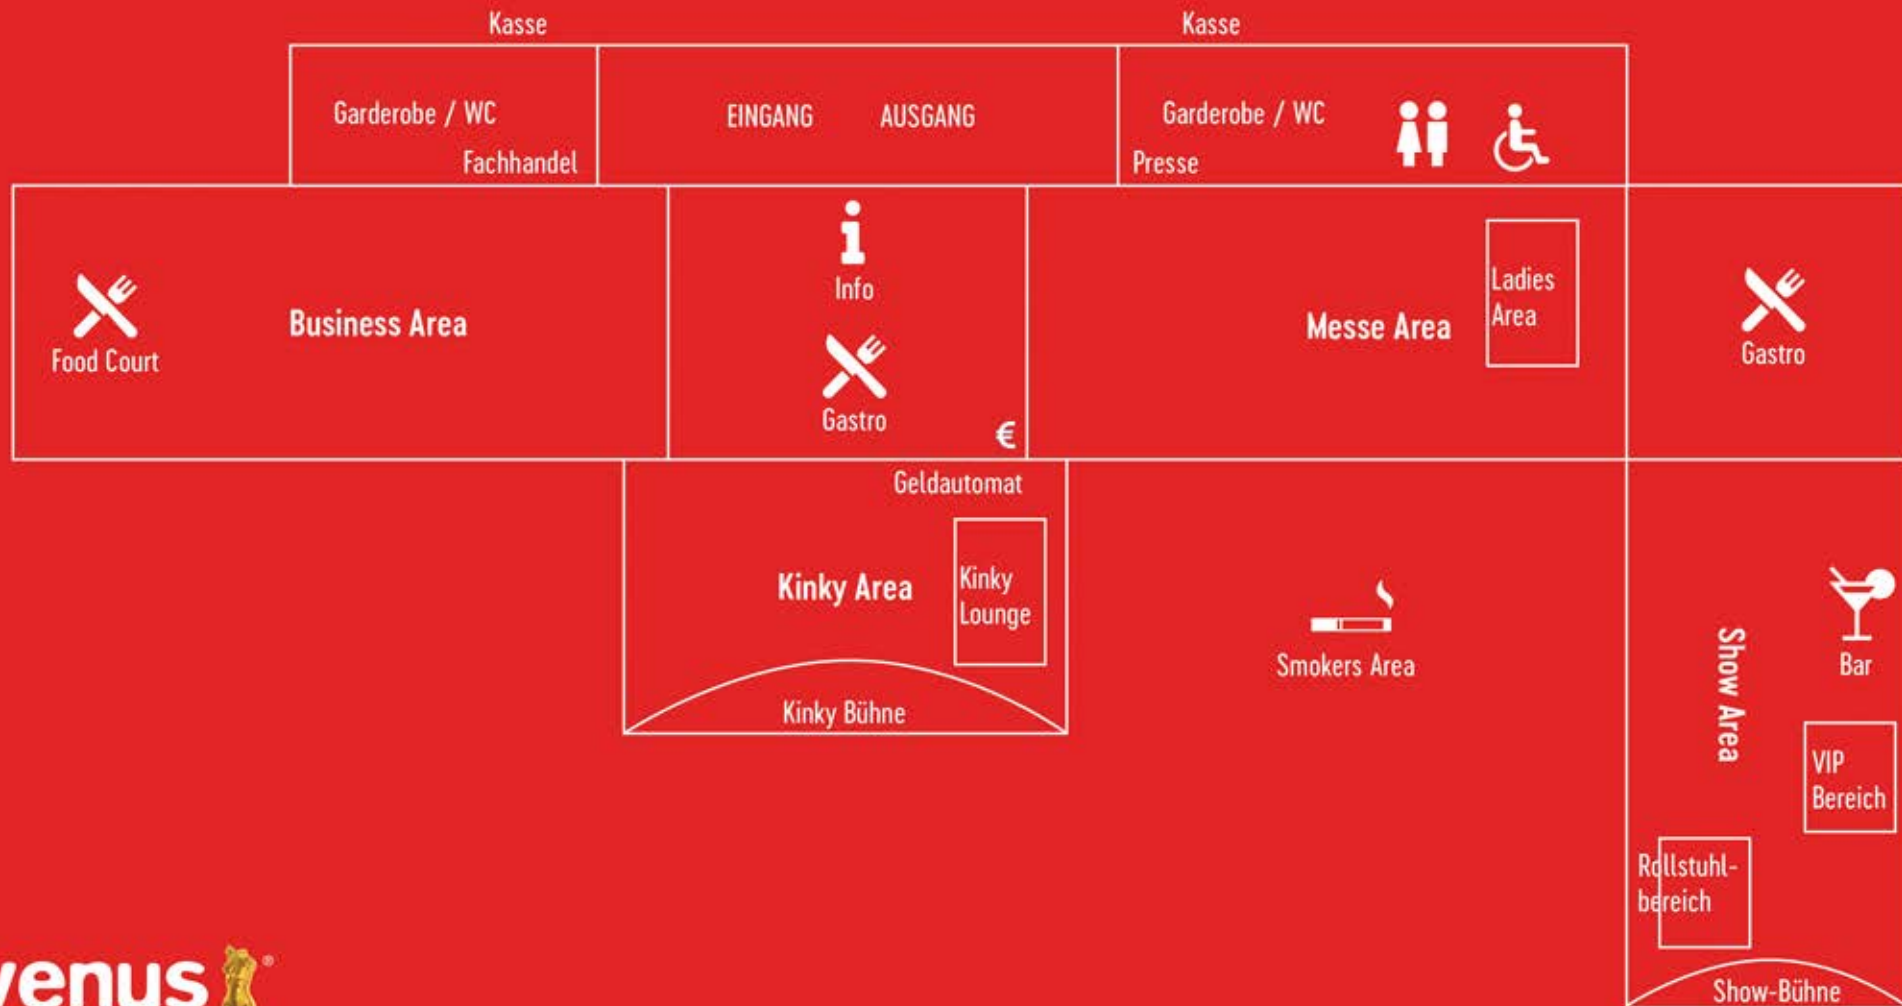 Kasse
Kasse
Garderobe / WC
Fachhandel
EINGANG
AUSGANG
Garderobe / WC
Presse
Food Court
Business Area
Info
Gastro
€
Messe Area
Ladies
Area
Gastro
Geldautomat
Kinky Area
Kinky
Lounge
Kinky Bühne
Smokers Area
Show Area
Bar
VIP
Bereich
Rollstuhl-
bereich
Show-Bühne
venus®